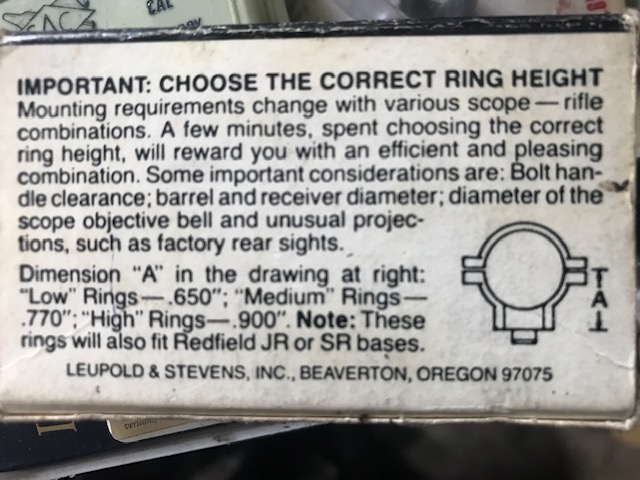 CAL
IMPORTANT: CHOOSE THE CORRECT RING HEIGHT
Mounting requirements change with various scope — rifle
combinations. A few minutes, spent choosing the correct
ring height, will reward you with an efficient and pleasing
combination. Some important considerations are: Bolt han-
dle clearance; barrel and receiver diameter; diameter of the
scope objective bell and unusual projec-
tions, such as factory rear sights.
Dimension "A" in the drawing at right:
"Low" Rings—.650"; "Medium" Rings—
.770"; "High" Rings—.900". Note: These
rings will also fit Redfield JR or SR bases.
A
LEUPOLD & STEVENS, INC., BEAVERTON, OREGON 97075